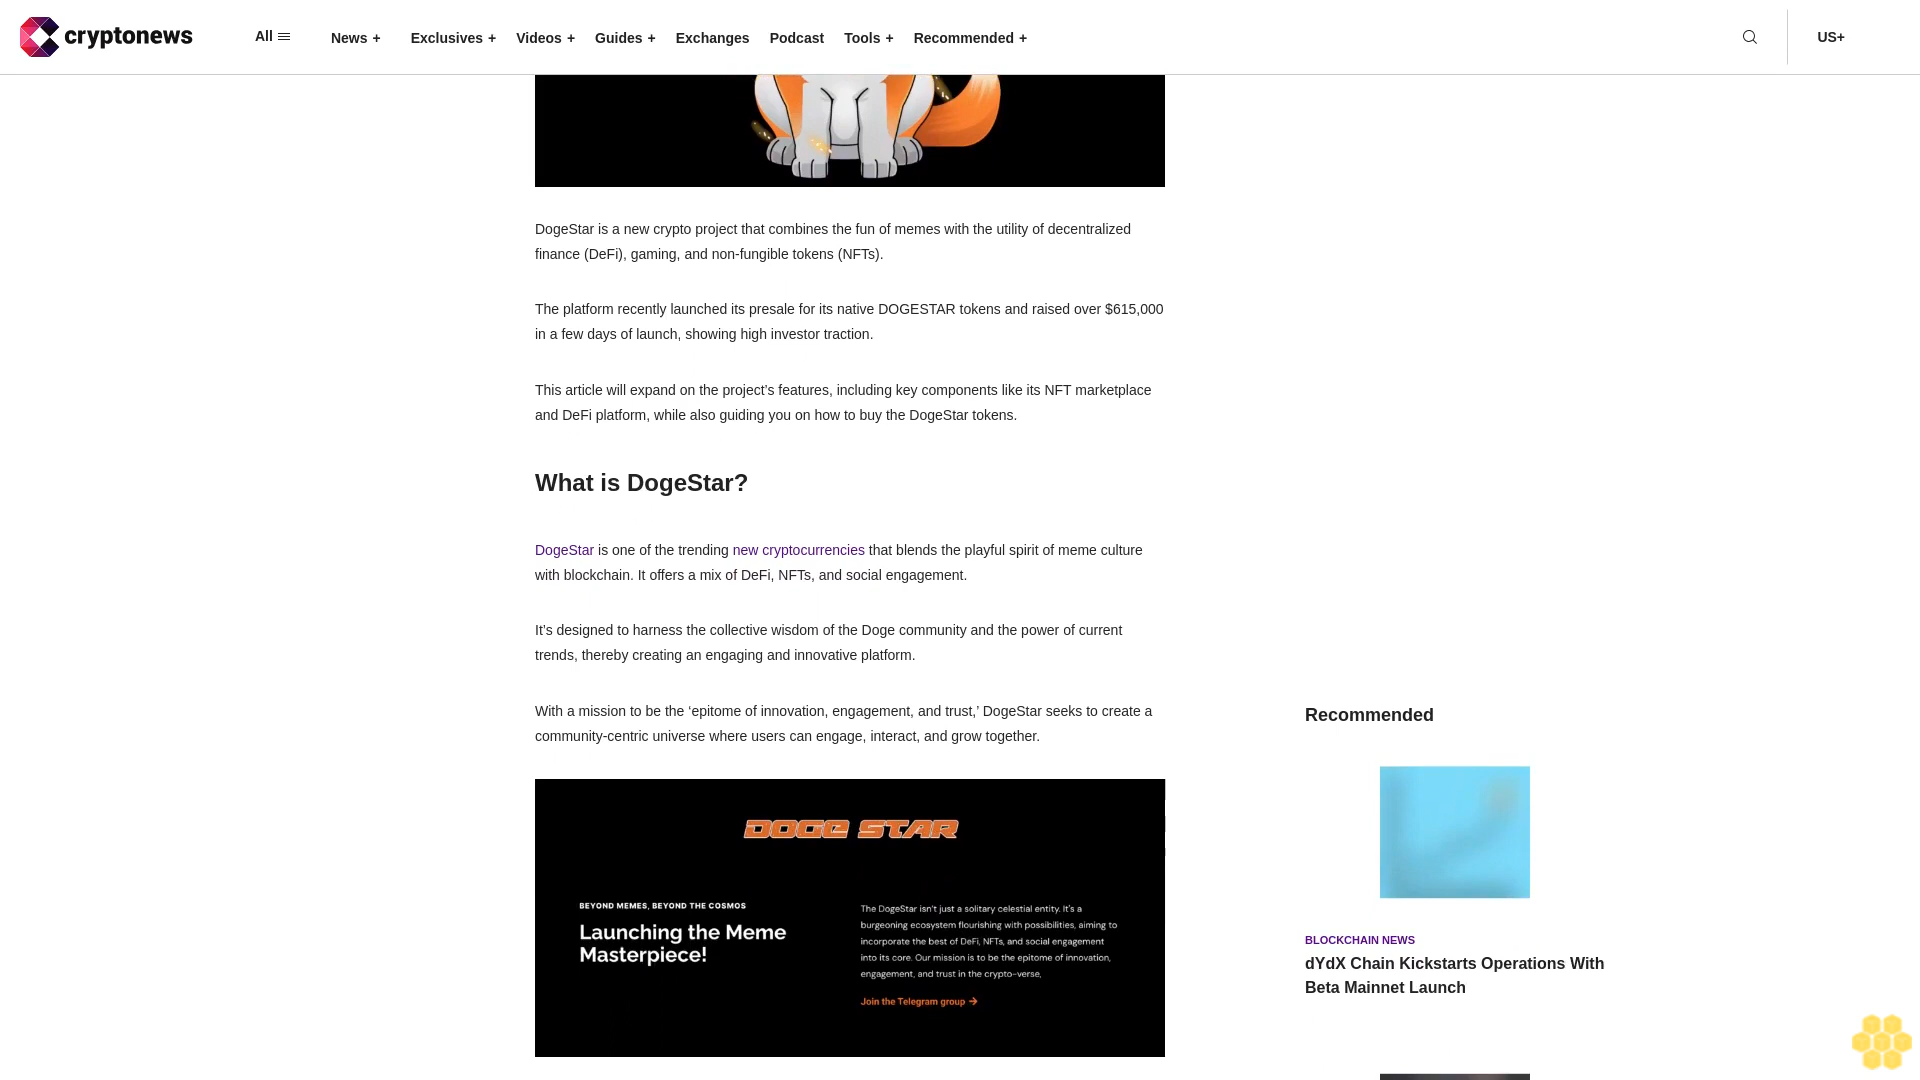 cryptonews
All
News +
Exclusives +
Videos +
Guides +
Exchanges
Podcast
Tools +
Recommended +
US+
DogeStar is a new crypto project that combines the fun of memes with the utility of decentralized
finance (DeFi), gaming, and non-fungible tokens (NFTs).
The platform recently launched its presale for its native DOGESTAR tokens and raised over $615,000
in a few days of launch, showing high investor traction.
This article will expand on the project’s features, including key components like its NFT marketplace
and DeFi platform, while also guiding you on how to buy the DogeStar tokens.
What is DogeStar?
DogeStar is one of the trending new cryptocurrencies that blends the playful spirit of meme culture
with blockchain. It offers a mix of DeFi, NFTs, and social engagement.
It’s designed to harness the collective wisdom of the Doge community and the power of current
trends, thereby creating an engaging and innovative platform.
With a mission to be the ‘epitome of innovation, engagement, and trust,’ DogeStar seeks to create a
community-centric universe where users can engage, interact, and grow together.
DOGE STAR
BEYOND MEMES, BEYOND THE COSMOS
Launching the Meme
Masterpiece!
The DogeStar isn't just a solitary celestial entity. It's a
burgeoning ecosystem flourishing with possibilities, aiming to
incorporate the best of DeFi, NFTs, and social engagement
into its core. Our mission is to be the epitome of innovation,
engagement, and trust in the crypto-verse,
Join the Telegram group →
Recommended
BLOCKCHAIN NEWS
dYdX Chain Kickstarts Operations With
Beta Mainnet Launch